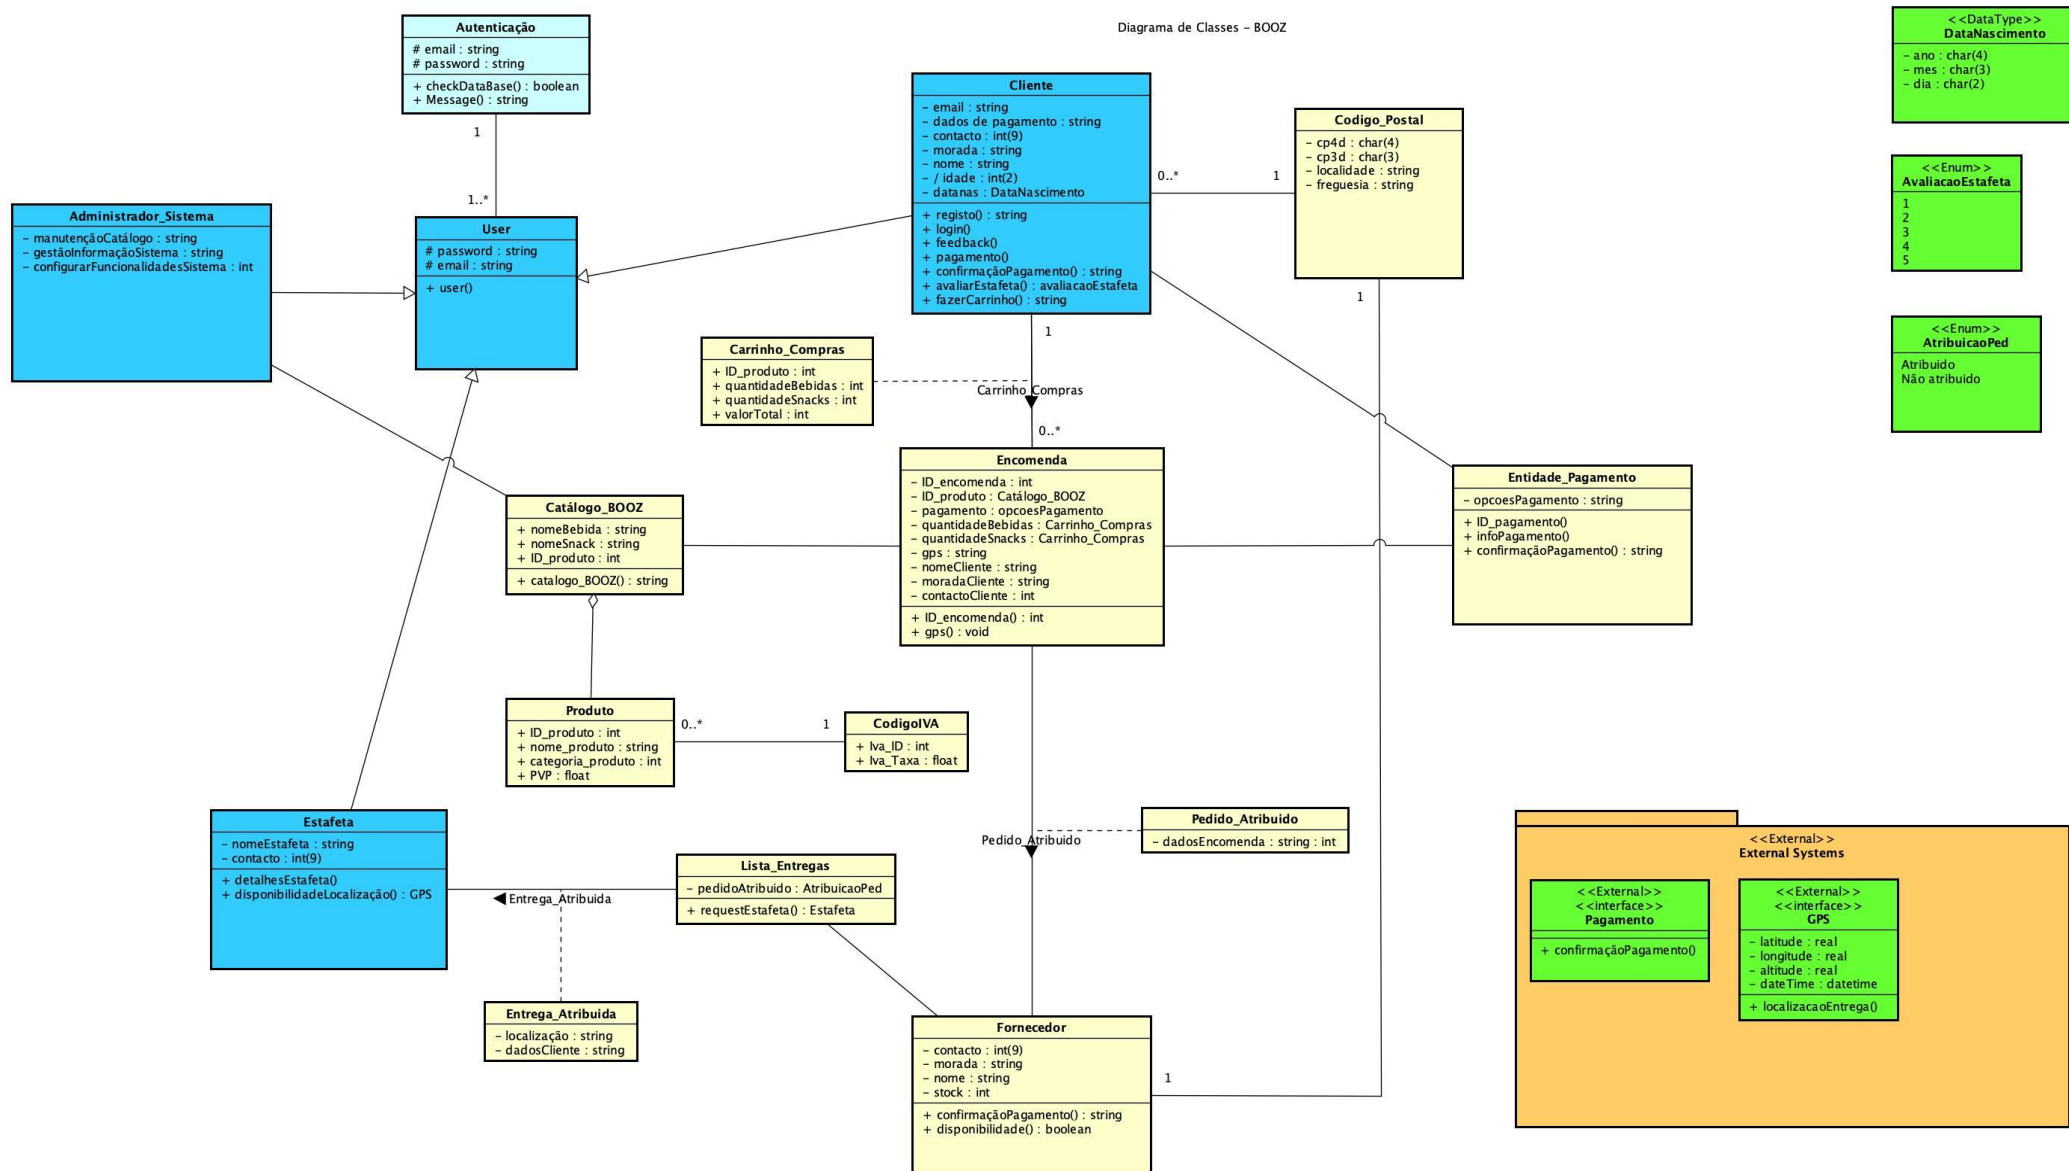 Diagrama de Classes – BOOZ
Autenticação
# email : string
# password : string
+ checkDataBase() : boolean
+ Message() : string
1
1..*
Administrador_Sistema
– manutençãoCatálogo : string
– gestãoInformaçãoSistema : string
– configurarFuncionalidadesSistema : int
User
# password : string
# email : string
+ user()
Cliente
– email : string
– dados de pagamento : string
– contacto : int(9)
– morada : string
– nome : string
– / idade : int(2)
– datanas : DataNascimento
+ registo() : string
+ login()
+ feedback()
+ pagamento()
+ confirmaçãoPagamento() : string
+ avaliarEstafeta() : avaliacaoEstafeta
+ fazerCarrinho() : string
0..*
1
Codigo_Postal
– cp4d : char(4)
– cp3d : char(3)
– localidade : string
– freguesia : string
1
<<DataType>>
DataNascimento
– ano : char(4)
– mes : char(3)
– dia : char(2)
<<Enum>>
AvaliacaoEstafeta
1
2
3
4
5
<<Enum>>
AtribuicaoPed
Atribuido
Não atribuido
Carrinho_Compras
+ ID_produto : int
+ quantidadeBebidas : int
+ quantidadeSnacks : int
+ valorTotal : int
1
Carrinho_Compras
0..*
Encomenda
– ID_encomenda : int
– ID_produto : Catálogo_BOOZ
– pagamento : opcoesPagamento
– quantidadeBebidas : Carrinho_Compras
– quantidadeSnacks : Carrinho_Compras
– gps : string
– nomeCliente : string
– moradaCliente : string
– contactoCliente : int
+ ID_encomenda() : int
+ gps() : void
Entidade_Pagamento
– opcoesPagamento : string
+ ID_pagamento()
+ infoPagamento()
+ confirmaçãoPagamento() : string
Catálogo_BOOZ
+ nomeBebida : string
+ nomeSnack : string
+ ID_produto : int
+ catalogo_BOOZ() : string
Produto
+ ID_produto : int
+ nome_produto : string
+ categoria_produto : int
+ PVP : float
0..*
1
CodigoIVA
+ Iva_ID : int
+ Iva_Taxa : float
Estafeta
– nomeEstafeta : string
– contacto : int(9)
+ detalhesEstafeta()
+ disponibilidadeLocalização() : GPS
Entrega_Atribuida
Lista_Entregas
– pedidoAtribuido : AtribuicaoPed
+ requestEstafeta() : Estafeta
Pedido_Atribuido
Pedido_Atribuido
– dadosEncomenda : string : int
Entrega_Atribuida
– localização : string
– dadosCliente : string
Fornecedor
– contacto : int(9)
– morada : string
– nome : string
– stock : int
+ confirmaçãoPagamento() : string
+ disponibilidade() : boolean
1
<<External>>
External Systems
<<External>>
<<interface>>
Pagamento
+ confirmaçãoPagamento()
<<External>>
<<interface>>
GPS
– latitude : real
– longitude : real
– altitude : real
– dateTime : datetime
+ localizacaoEntrega()